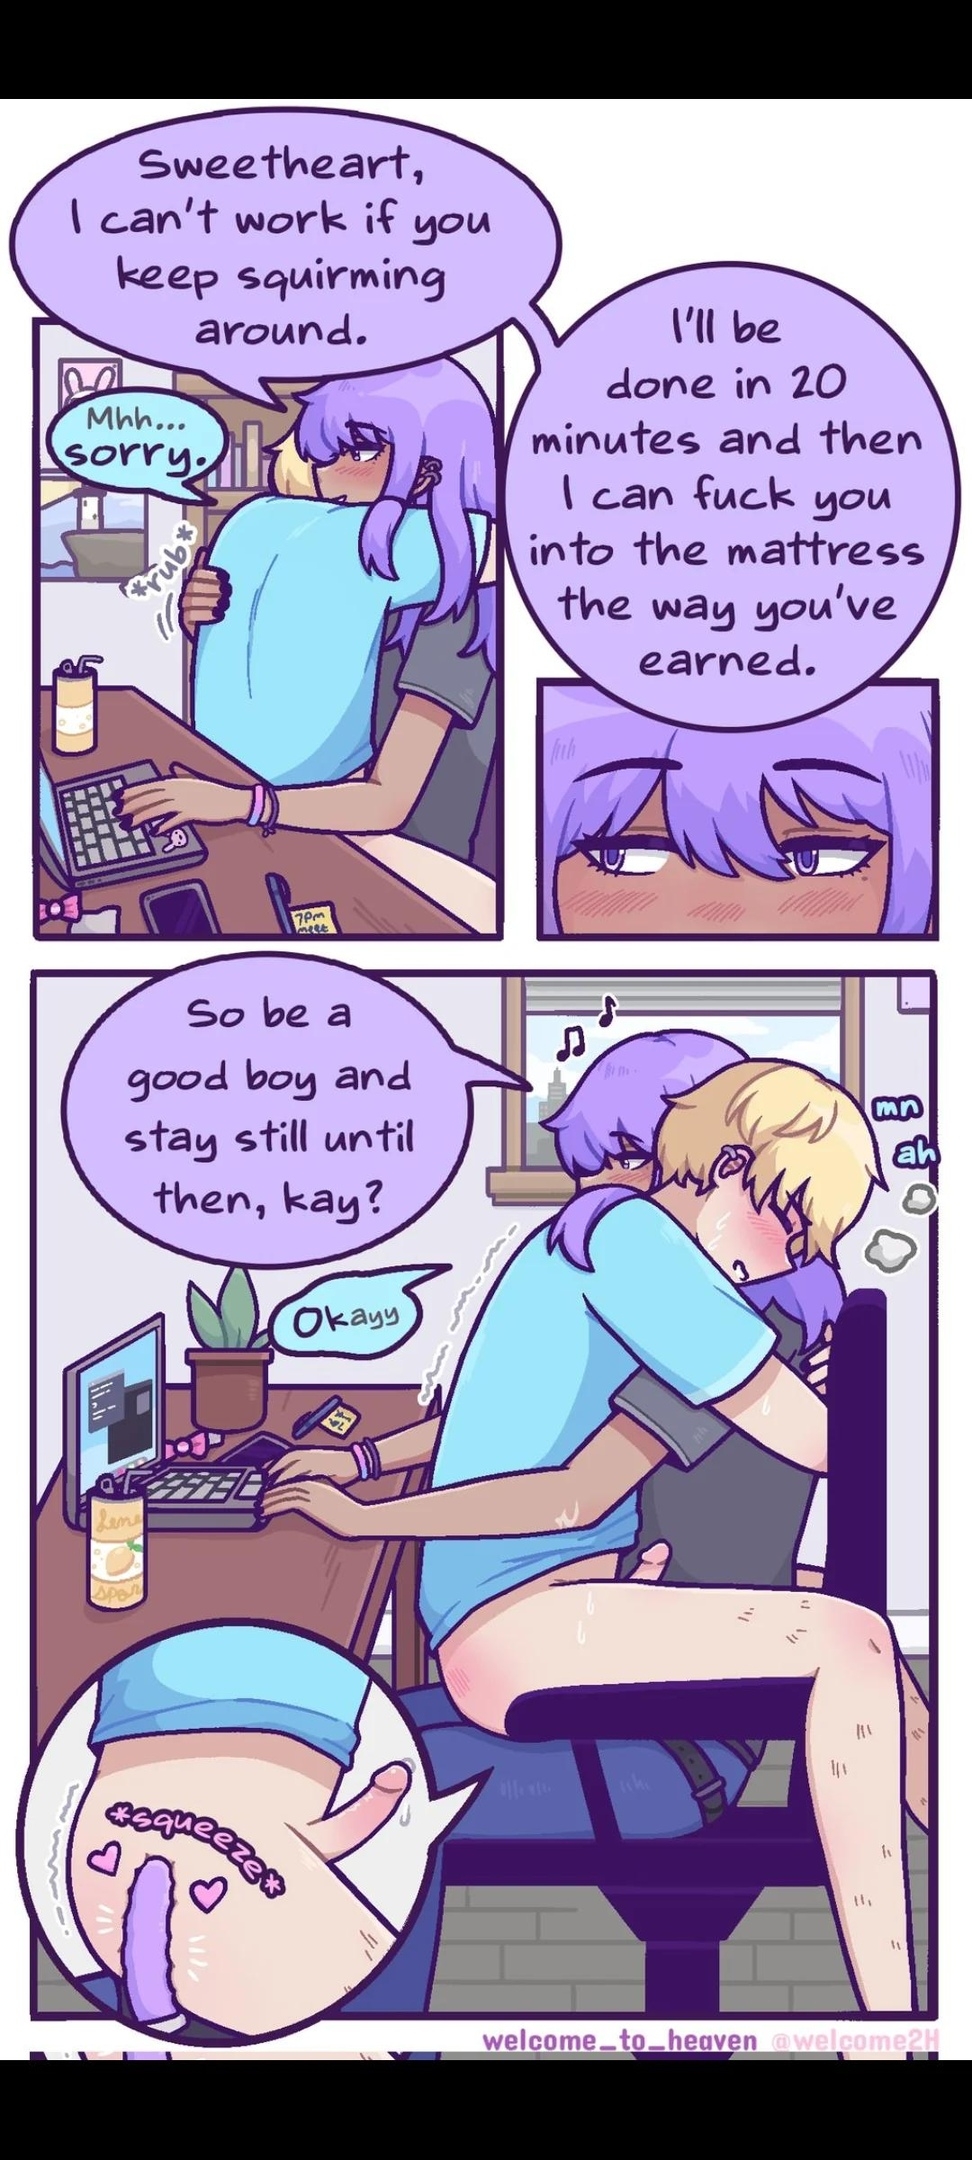 Sweetheart,
I can't work if you
keep squirming
around.
I'll be
done in 20
minutes and then
I can fuck you
into the mattress
the way you've
earned.
Mhh...
sorry.
*rub*
7pm
meet
So be a
good boy and
stay still until
then, kay?
mn
ah
Okayy
*squeeze*
welcome_to_heaven @welcome2H